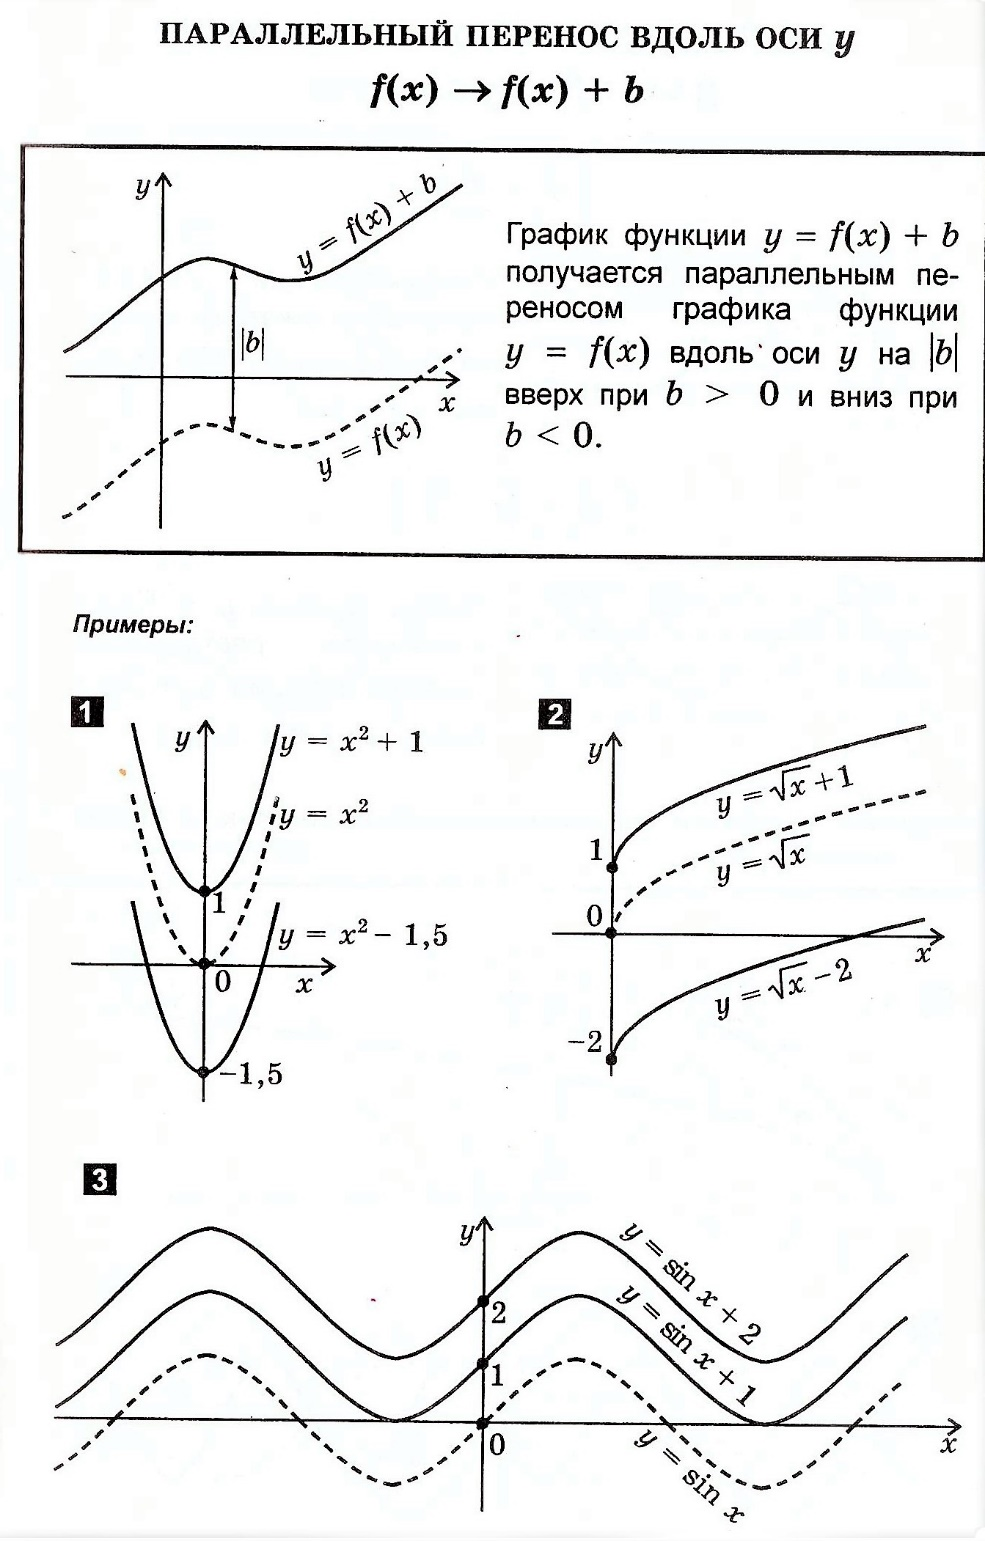 ПАРАЛЛЕЛЬНЫЙ ПЕРЕНОС ВДОЛЬ ОСИ y
f(x) → f(x) + b
y
y = f(x) + b
|b|
x
y = f(x)
График функции y = f(x) + b
получается параллельным пе-
реносом графика функции
y = f(x) вдоль оси y на |b|
вверх при b > 0 и вниз при
b < 0.
Примеры:
1
y
y = x² + 1
y = x²
1
y = x² − 1,5
0
x
−1,5
2
y
y = √x + 1
1
y = √x
0
x
y = √x − 2
−2
3
y
y = sin x + 2
2
y = sin x + 1
1
0
x
y = sin x